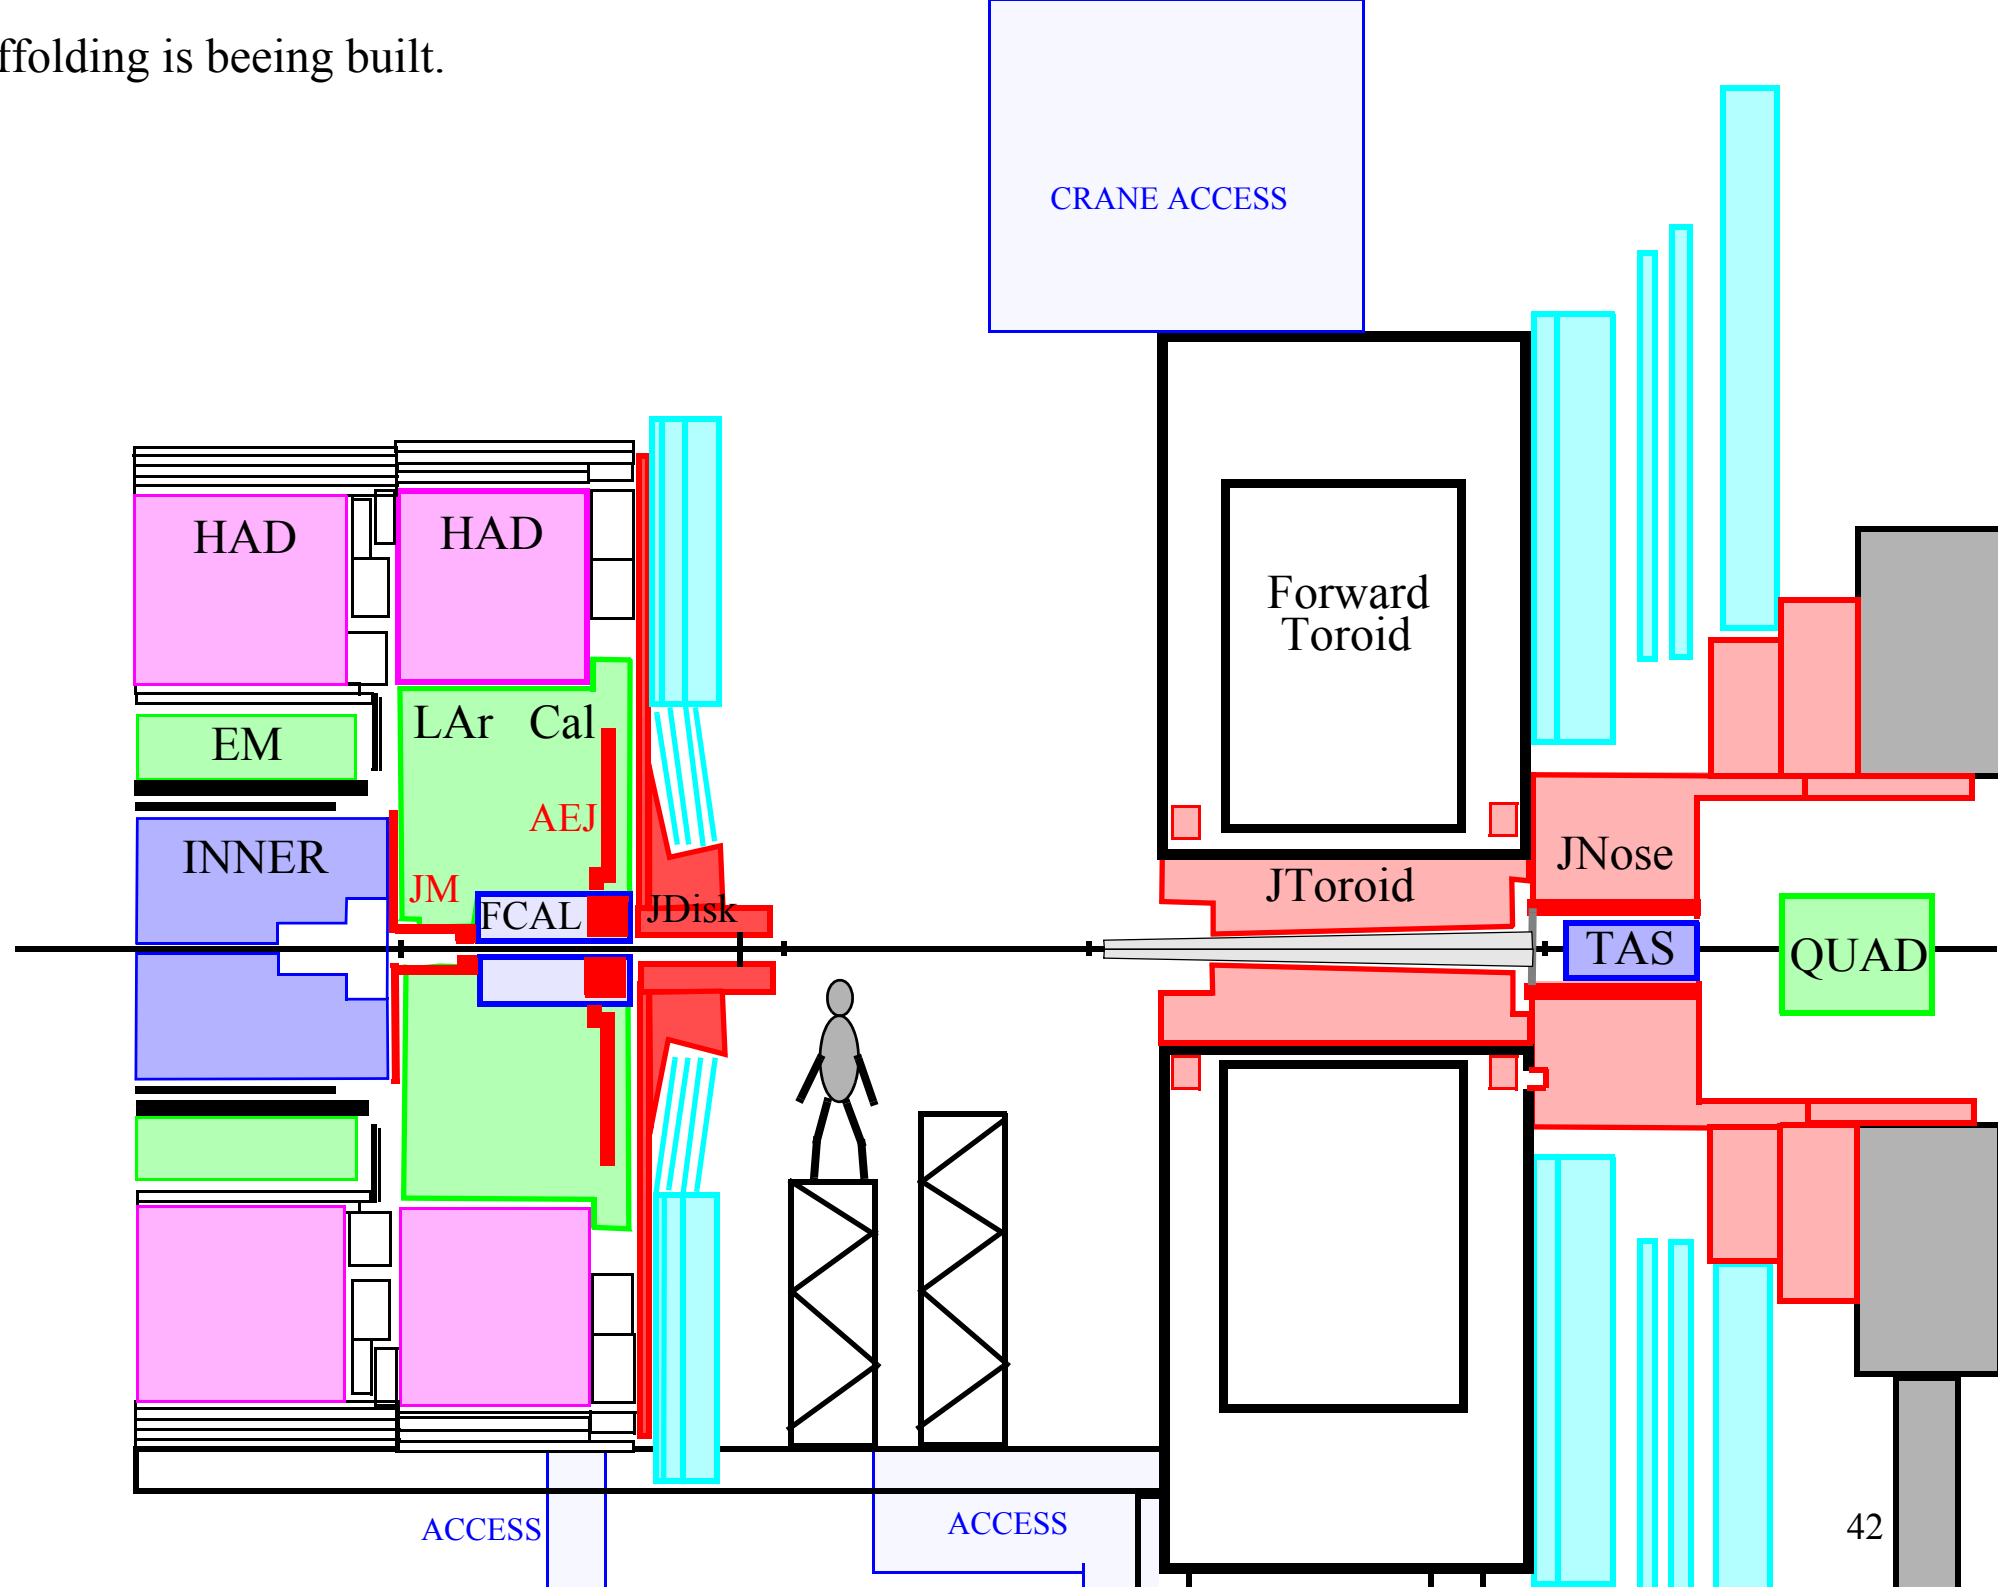 ffolding is beeing built.
CRANE ACCESS
HAD
HAD
Forward
Toroid
LAr Cal
EM
AEJ
INNER
JM
FCAL
JDisk
JToroid
JNose
TAS
QUAD
ACCESS
ACCESS
42